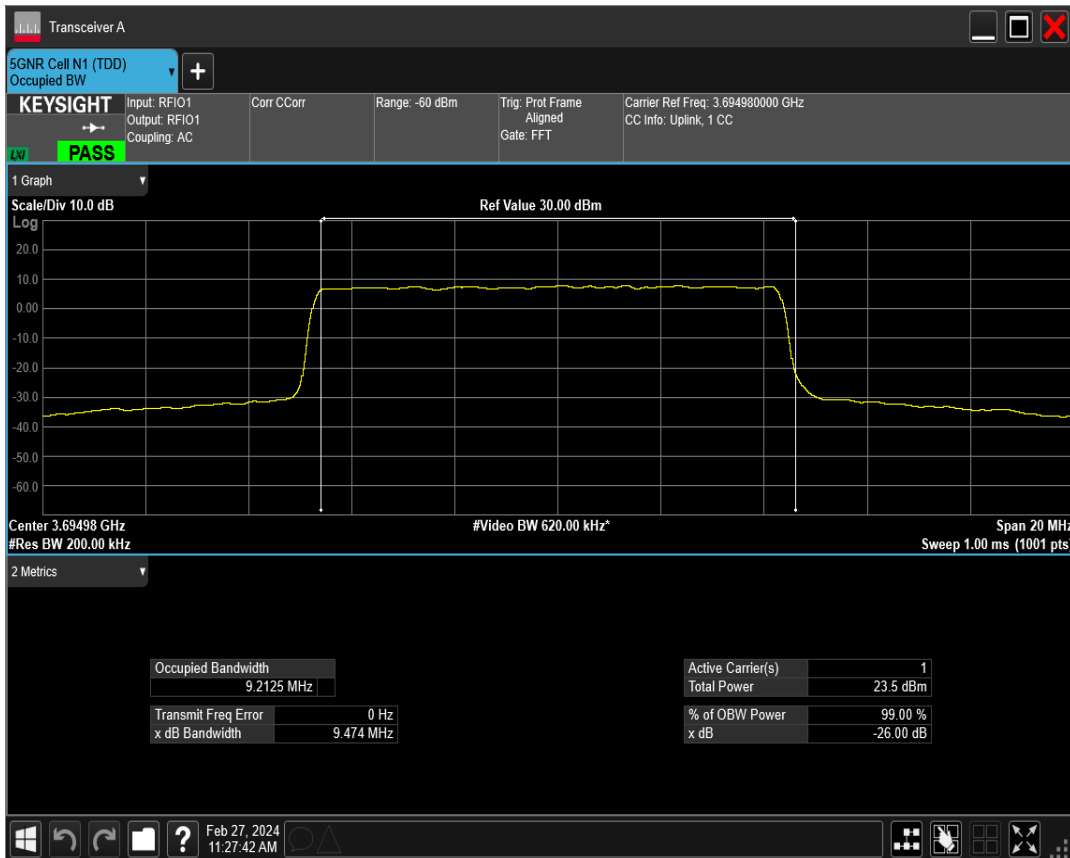 Transceiver A
5GNR Cell N1 (TDD)
Occupied BW
+
KEYSIGHT
LXI
PASS
Input: RFIO1
Output: RFIO1
Coupling: AC
Corr CCorr
Range: -60 dBm
Trig: Prot Frame
Aligned
Gate: FFT
Carrier Ref Freq: 3.694980000 GHz
CC Info: Uplink, 1 CC
1 Graph
Scale/Div 10.0 dB
Ref Value 30.00 dBm
Log
20.0
10.0
0.00
-10.0
-20.0
-30.0
-40.0
-50.0
-60.0
Center 3.69498 GHz
#Video BW 620.00 kHz*
Span 20 MHz
#Res BW 200.00 kHz
Sweep 1.00 ms (1001 pts)
2 Metrics
Occupied Bandwidth
9.2125 MHz
Transmit Freq Error 0 Hz
x dB Bandwidth 9.474 MHz
Active Carrier(s) 1
Total Power 23.5 dBm
% of OBW Power 99.00 %
x dB -26.00 dB
?
Feb 27, 2024
11:27:42 AM